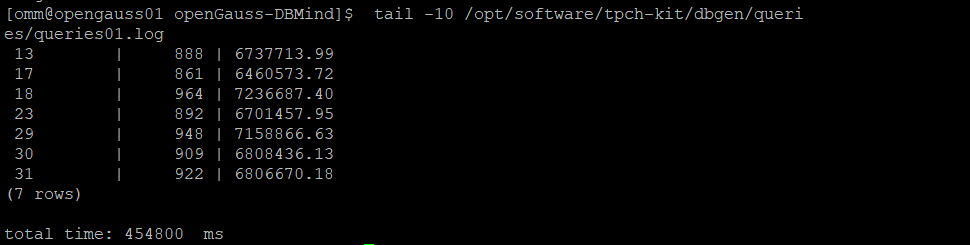 [omm@opengauss01 openGauss-DBMind]$  tail -10 /opt/software/tpch-kit/dbgen/queri
es/queries01.log
 13         |     888 | 6737713.99
 17         |     861 | 6460573.72
 18         |     964 | 7236687.40
 23         |     892 | 6701457.95
 29         |     948 | 7158866.63
 30         |     909 | 6808436.13
 31         |     922 | 6806670.18
(7 rows)

total time: 454800  ms